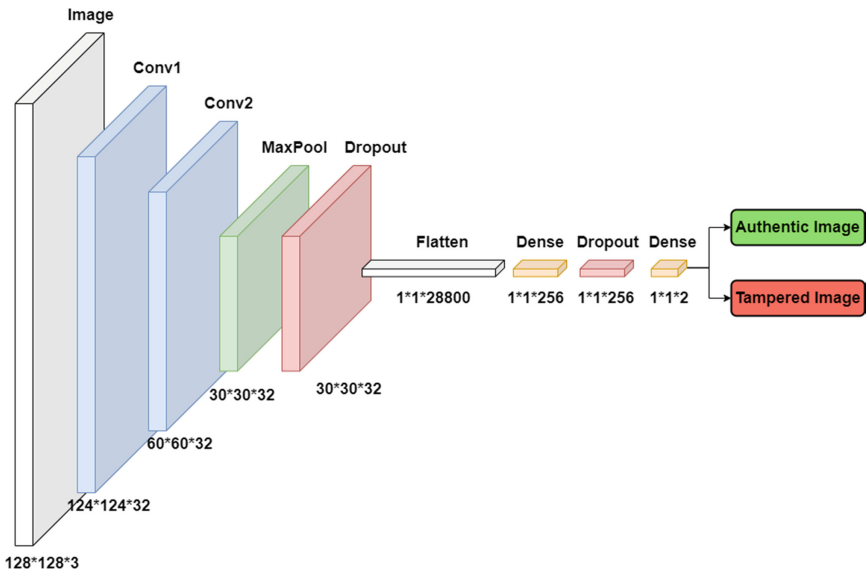 Image
Conv1
Conv2
MaxPool
Dropout
Flatten
Dense
Dropout
Dense
Authentic Image
Tampered Image
1*1*28800
1*1*256
1*1*256
1*1*2
30*30*32
30*30*32
60*60*32
124*124*32
128*128*3